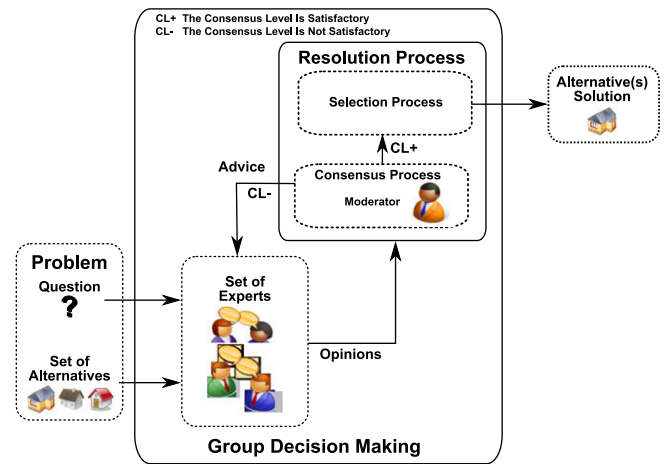 CL+ The Consensus Level Is Satisfactory
CL- The Consensus Level Is Not Satisfactory
Resolution Process
Selection Process
CL+
Consensus Process
Moderator
Alternative(s)
Solution
Advice
CL-
Problem
Question
?
Set of
Alternatives
Set of
Experts
Opinions
Group Decision Making